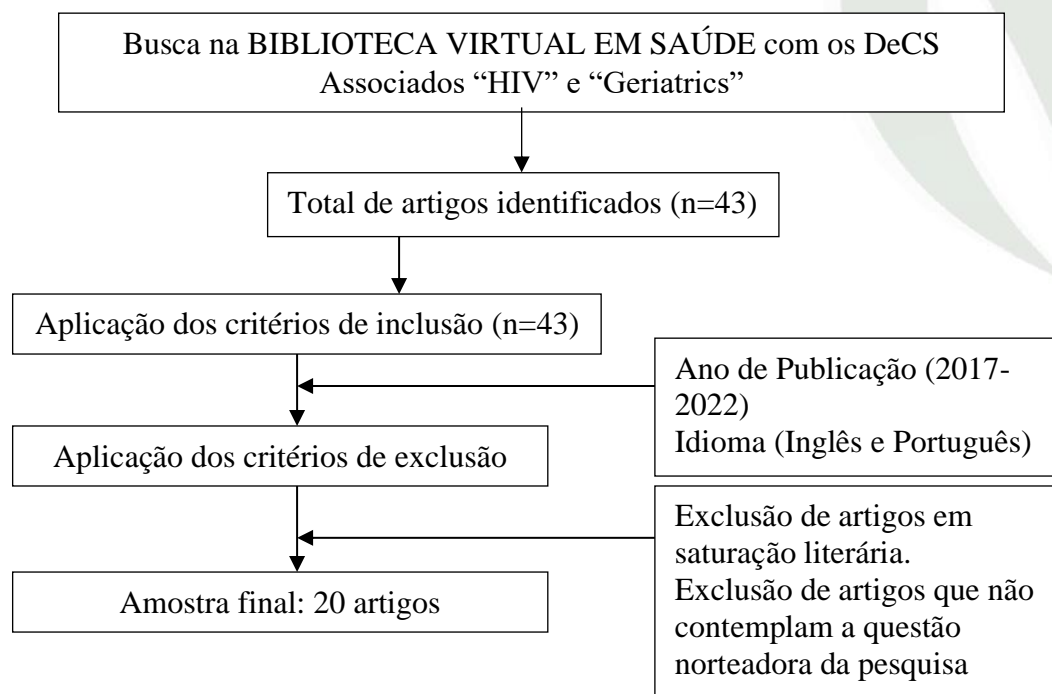 Busca na BIBLIOTECA VIRTUAL EM SAÚDE com os DeCS
Associados “HIV” e “Geriatrics”
Total de artigos identificados (n=43)
Aplicação dos critérios de inclusão (n=43)
Ano de Publicação (2017-
2022)
Idioma (Inglês e Português)
Aplicação dos critérios de exclusão
Exclusão de artigos em
saturação literária.
Exclusão de artigos que não
contemplam a questão
norteadora da pesquisa
Amostra final: 20 artigos